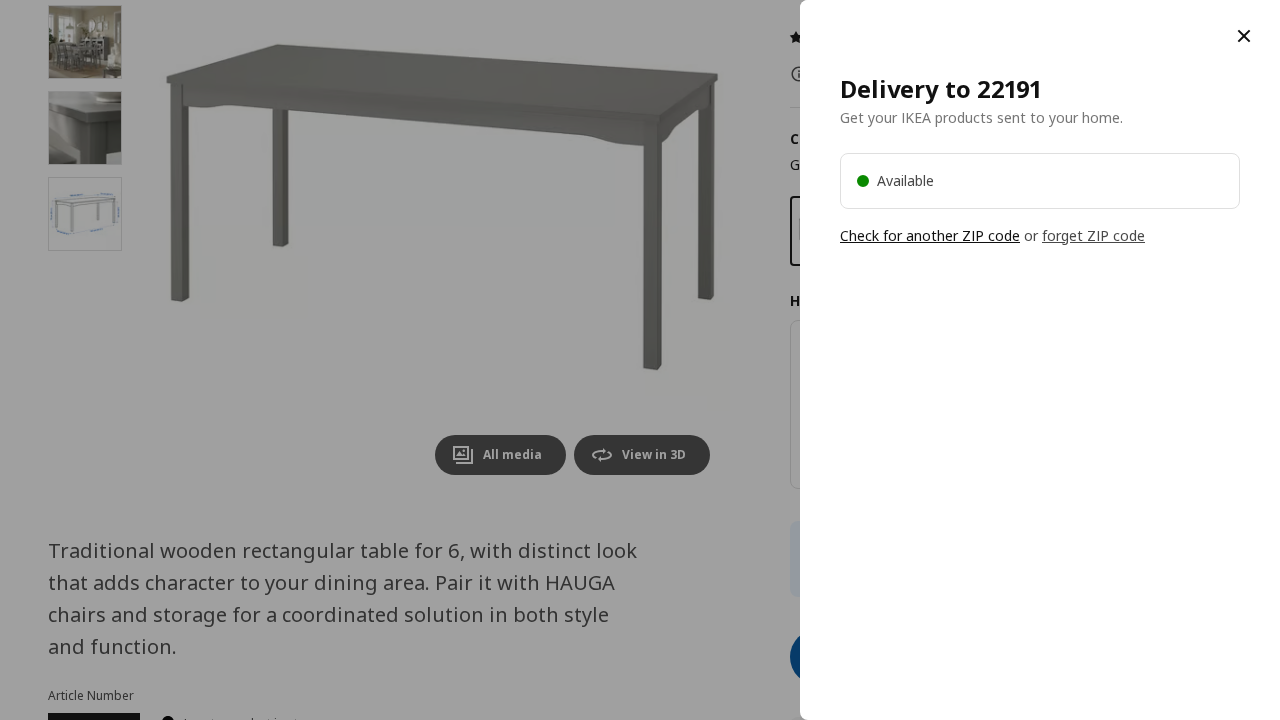 Delivery to 22191
Get your IKEA products sent to your home.
Available
Check for another ZIP code or forget ZIP code
All media
View in 3D
Traditional wooden rectangular table for 6, with distinct look
that adds character to your dining area. Pair it with HAUGA
chairs and storage for a coordinated solution in both style
and function.
Article Number